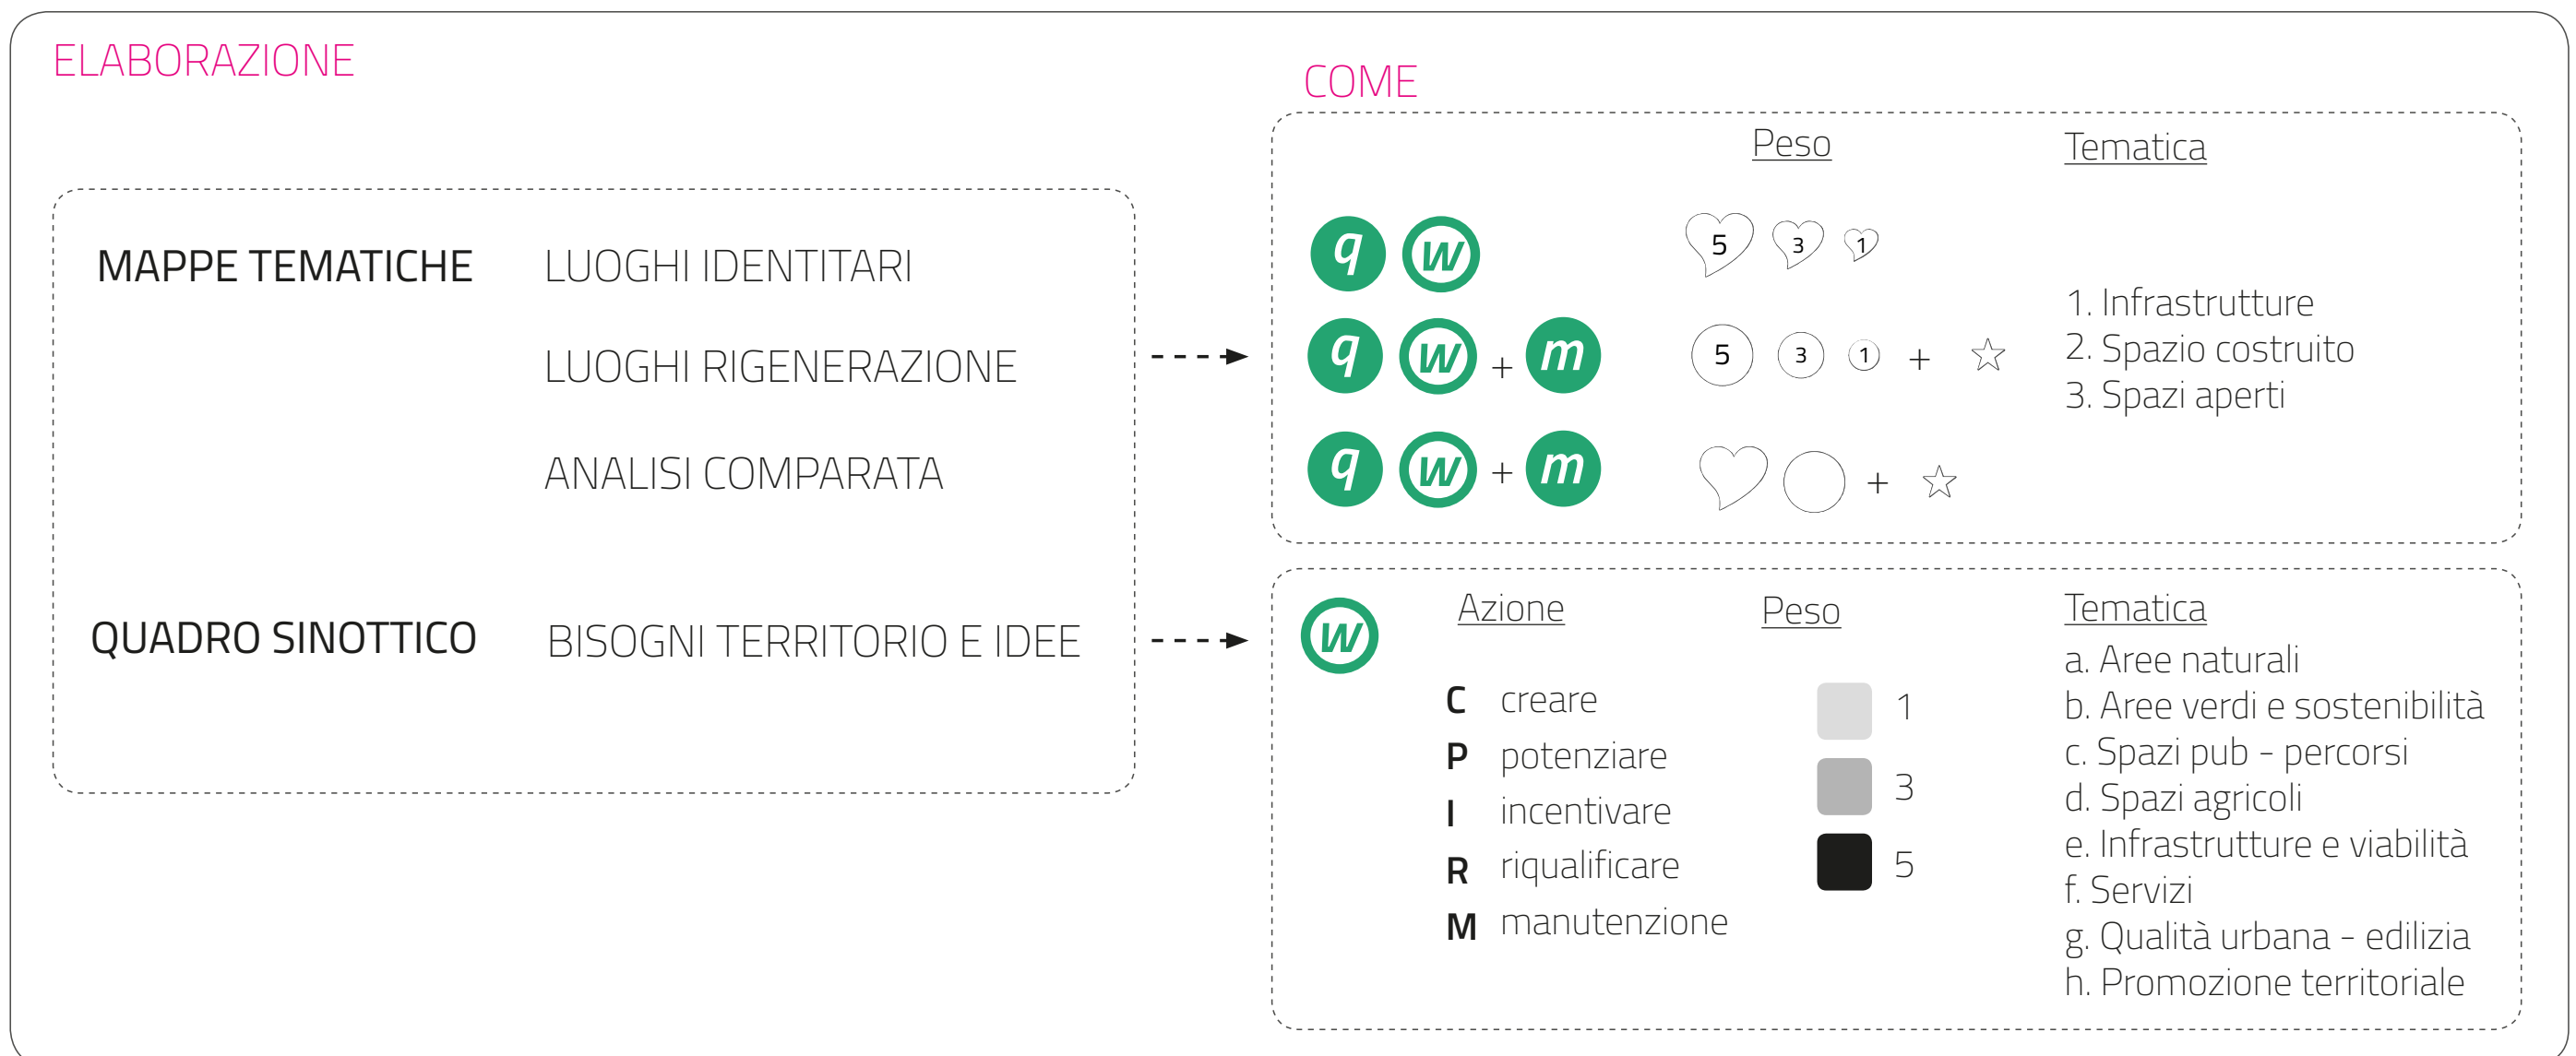 ELABORAZIONE
MAPPE TEMATICHE LUOGHI IDENTITARI
LUOGHI RIGENERAZIONE
ANALISI COMPARATA
QUADRO SINOTTICO BISOGNI TERRITORIO E IDEE
COME
Peso Tematica
q w 5 3 1
q w + m 5 3 1 +
q w + m +
1. Infrastrutture
2. Spazio costruito
3. Spazi aperti
w Azione Peso Tematica
C creare
P potenziare
I incentivare
R riqualificare
M manutenzione
1
3
5
a. Aree naturali
b. Aree verdi e sostenibilità
c. Spazi pub - percorsi
d. Spazi agricoli
e. Infrastrutture e viabilità
f. Servizi
g. Qualità urbana - edilizia
h. Promozione territoriale